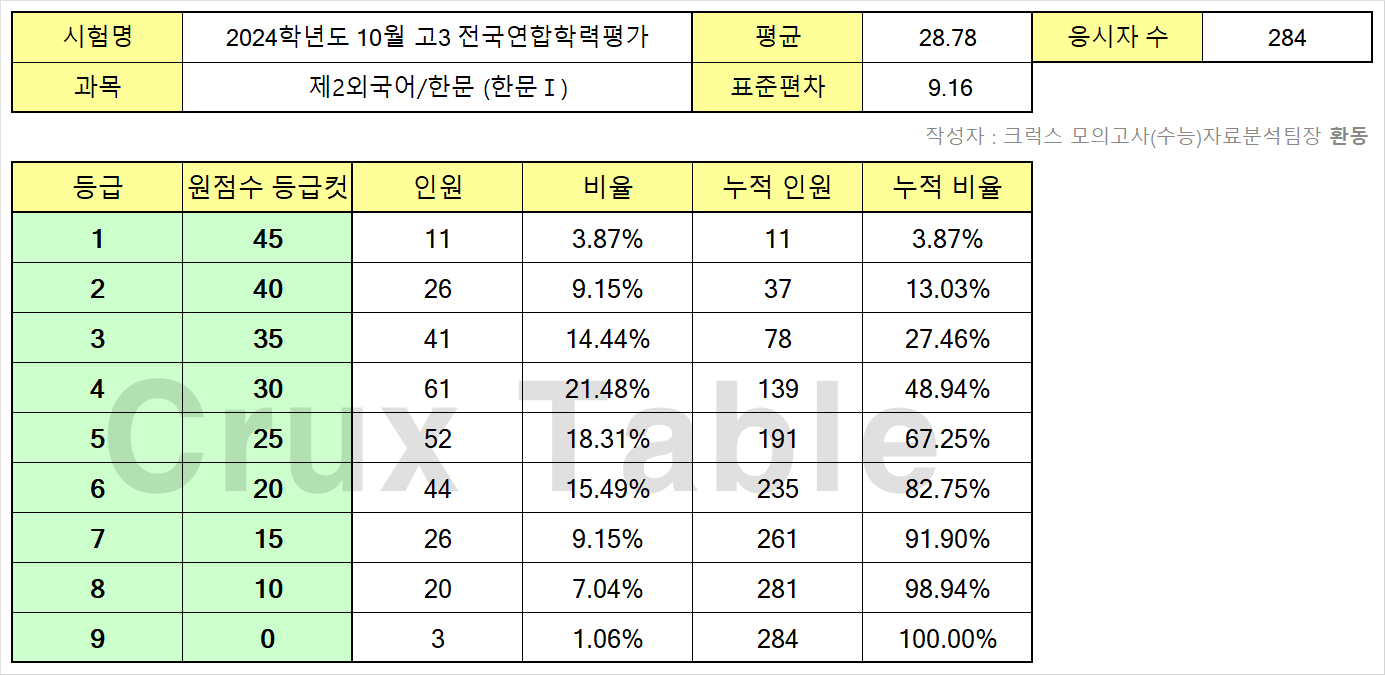 시험명 2024학년도 10월 고3 전국연합학력평가 평균 28.78 응시자 수 284
과목 제2외국어/한문 (한문Ⅰ) 표준편차 9.16
작성자 : 크럭스 모의고사(수능)자료분석팀장 환동
등급 원점수 등급컷 인원 비율 누적 인원 누적 비율
1 45 11 3.87% 11 3.87%
2 40 26 9.15% 37 13.03%
3 35 41 14.44% 78 27.46%
4 30 61 21.48% 139 48.94%
5 25 52 18.31% 191 67.25%
6 20 44 15.49% 235 82.75%
7 15 26 9.15% 261 91.90%
8 10 20 7.04% 281 98.94%
9 0 3 1.06% 284 100.00%
Crux Table